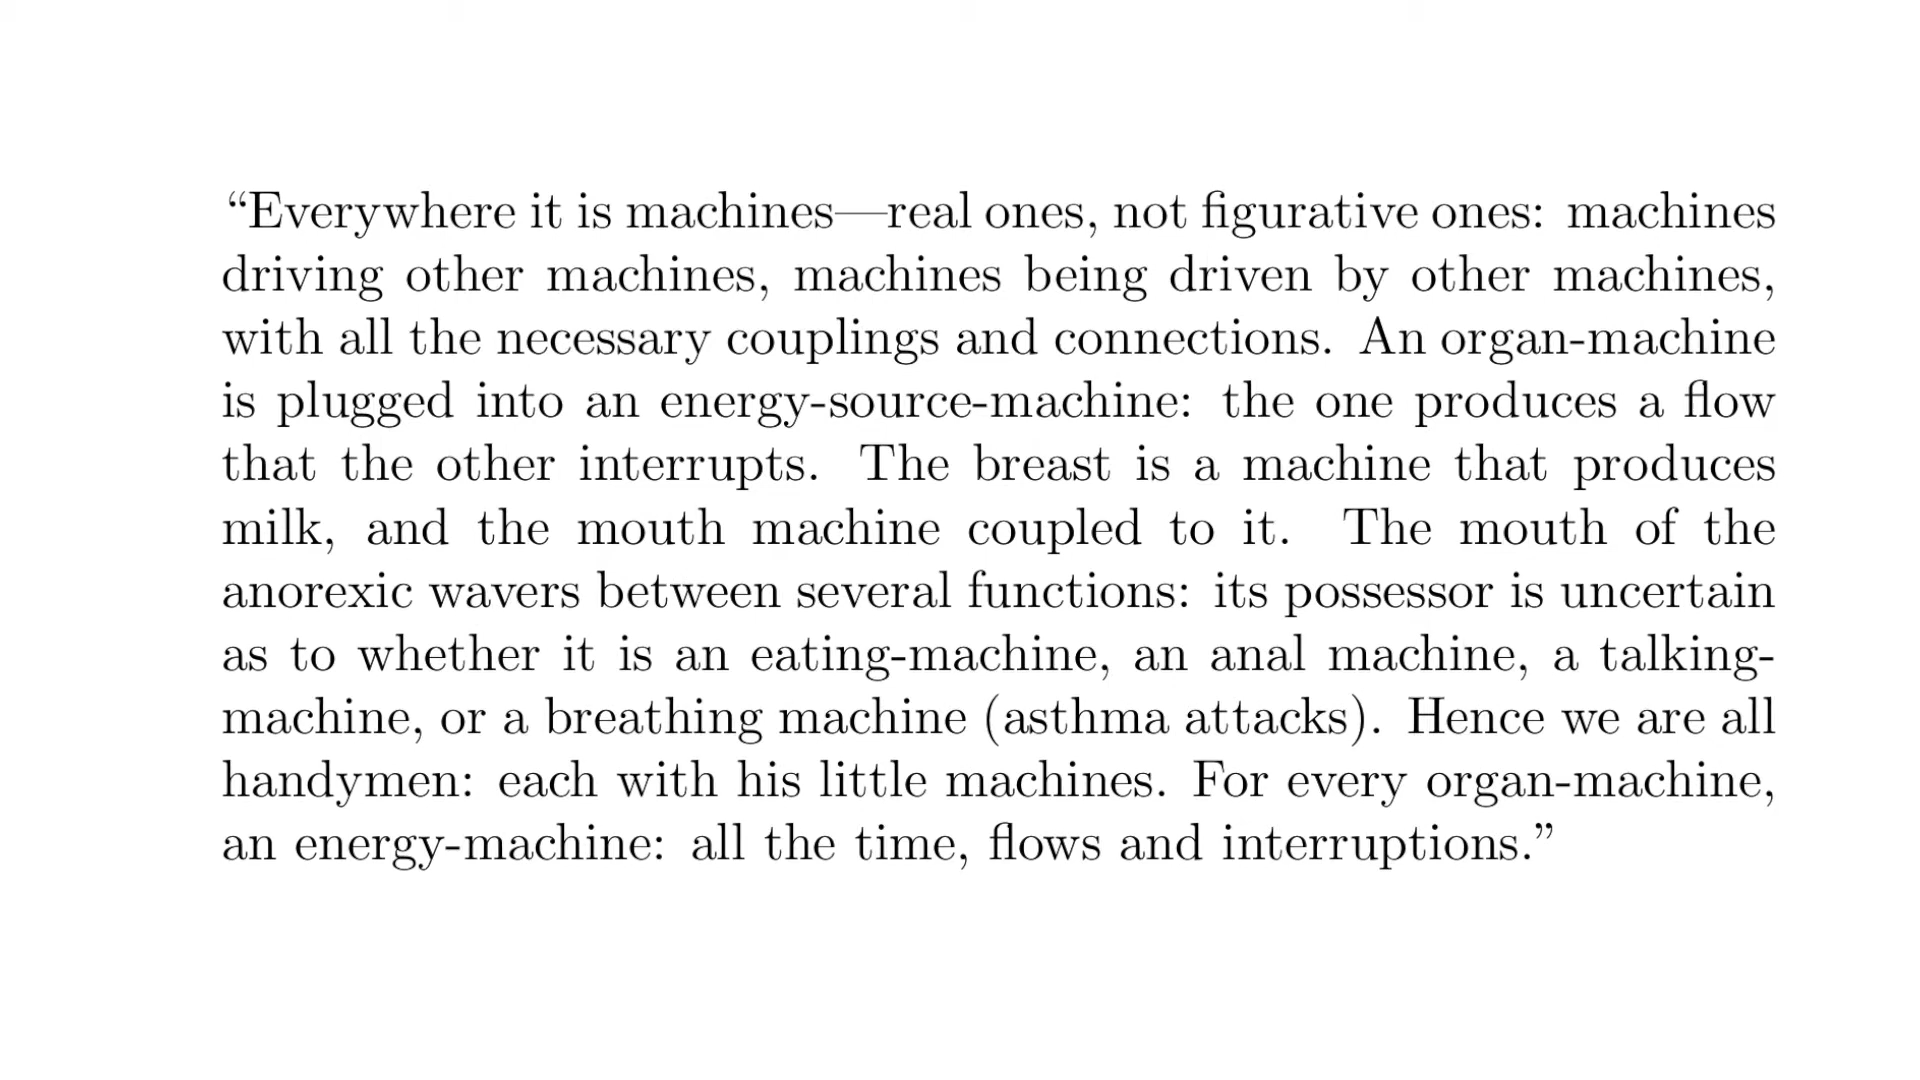 “Everywhere it is machines—real ones, not figurative ones: machines
driving other machines, machines being driven by other machines,
with all the necessary couplings and connections. An organ-machine
is plugged into an energy-source-machine: the one produces a flow
that the other interrupts. The breast is a machine that produces
milk, and the mouth machine coupled to it. The mouth of the
anorexic wavers between several functions: its possessor is uncertain
as to whether it is an eating-machine, an anal machine, a talking-
machine, or a breathing machine (asthma attacks). Hence we are all
handymen: each with his little machines. For every organ-machine,
an energy-machine: all the time, flows and interruptions.”